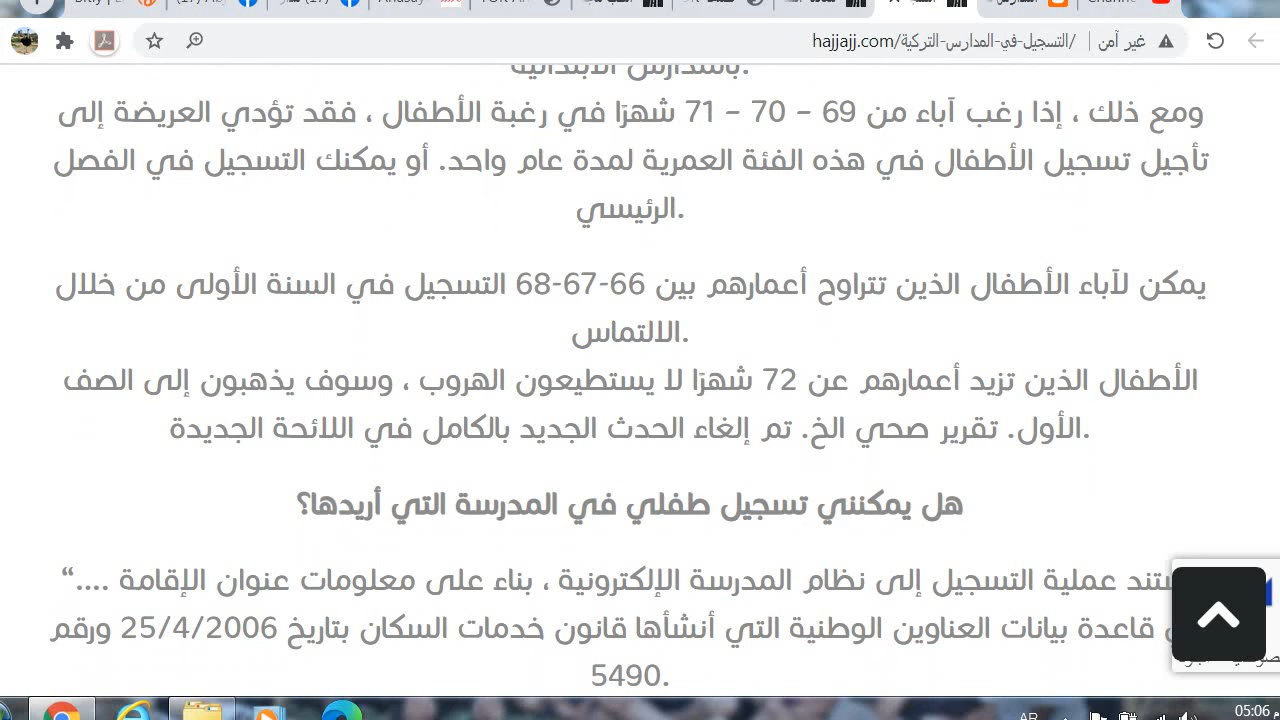 hajjajj.com/التسجيل-في-المدارس-التركية/
غير آمن
بالمدارس الابتدائية.
ومع ذلك ، إذا رغب آباء من 69 – 70 – 71 شهرًا في رغبة الأطفال ، فقد تؤدي العريضة إلى
تأجيل تسجيل الأطفال في هذه الفئة العمرية لمدة عام واحد. أو يمكنك التسجيل في الفصل
الرئيسي.
يمكن لآباء الأطفال الذين تتراوح أعمارهم بين 66-67-68 التسجيل في السنة الأولى من خلال
الالتماس.
الأطفال الذين تزيد أعمارهم عن 72 شهرًا لا يستطيعون الهروب ، وسوف يذهبون إلى الصف
الأول. تقرير صحي الخ. تم إلغاء الحدث الجديد بالكامل في اللائحة الجديدة.
هل يمكنني تسجيل طفلي في المدرسة التي أريدها؟
عملية التسجيل إلى نظام المدرسة الإلكترونية ، بناء على معلومات عنوان الإقامة ....“
قاعدة بيانات العناوين الوطنية التي أنشأها قانون خدمات السكان بتاريخ 25/4/2006 ورقم
5490.
AR
05:06 م